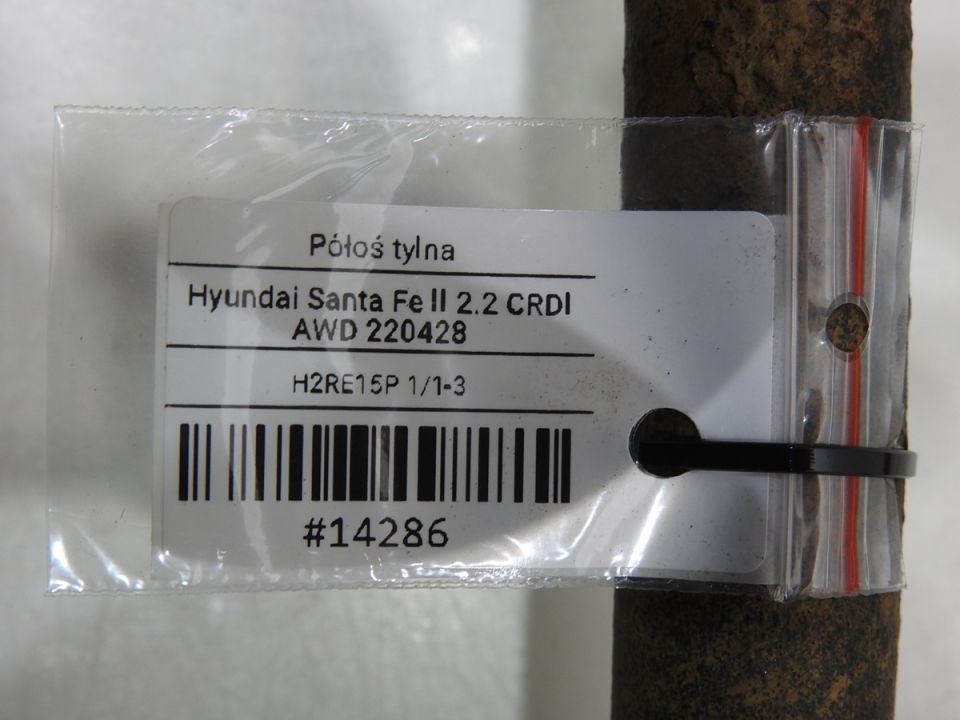 Półoś tylna
Hyundai Santa Fe II 2.2 CRDI
AWD 220428
H2RE15P 1/1-3
#14286